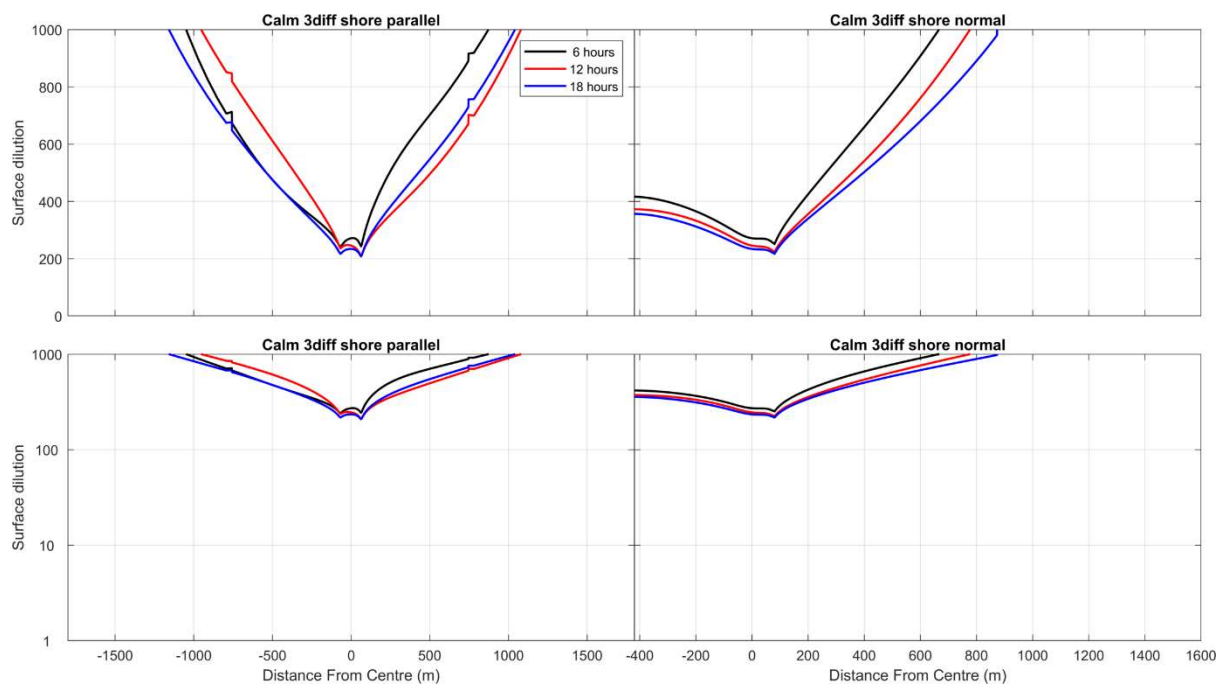 Calm 3diff shore parallel
Calm 3diff shore normal
1000
800
600
400
200
0
Surface dilution
6 hours
12 hours
18 hours
Calm 3diff shore parallel
Calm 3diff shore normal
1000
100
10
1
Surface dilution
-1500 -1000 -500 0 500 1000 1500
-400 -200 0 200 400 600 800 1000 1200 1400 1600
Distance From Centre (m)
Distance From Centre (m)